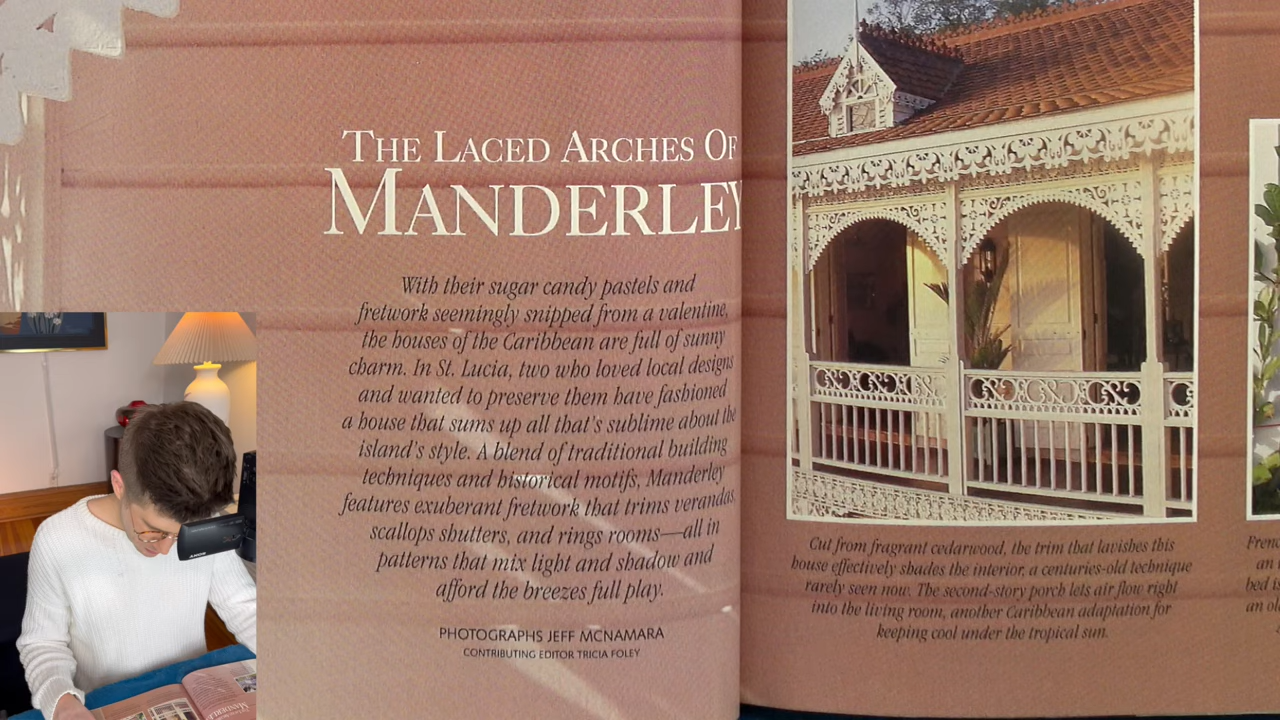 THE LACED ARCHES OF
MANDERLEY
With their sugar candy pastels and
fretwork seemingly snipped from a valentine,
the houses of the Caribbean are full of sunny
charm. In St. Lucia, two who loved local designs
and wanted to preserve them have fashioned
a house that sums up all that's sublime about the
island's style. A blend of traditional building
techniques and historical motifs, Manderley
features exuberant fretwork that trims verandas,
scallops shutters, and rings rooms—all in
patterns that mix light and shadow and
afford the breezes full play.
PHOTOGRAPHS JEFF MCNAMARA
CONTRIBUTING EDITOR TRICIA FOLEY
Cut from fragrant cedarwood, the trim that lavishes this
house effectively shades the interior, a centuries-old technique
rarely seen now. The second-story porch lets air flow right
into the living room, another Caribbean adaptation for
keeping cool under the tropical sun.
an
bed
an
SONY
MANDERLEY